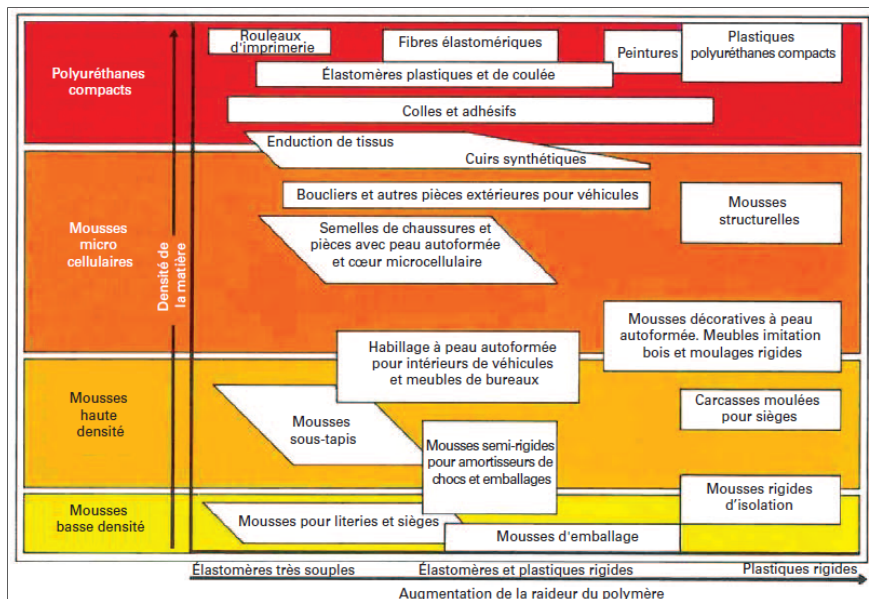 Polyuréthanes
compacts
Rouleaux
d'imprimerie
Fibres élastomériques
Peintures
Plastiques
polyuréthanes compacts
Élastomères plastiques et de coulée
Colles et adhésifs
Enduction de tissus
Cuirs synthétiques
Mousses
micro
cellulaires
Densité de
la matière
Boucliers et autres pièces extérieures pour véhicules
Mousses
structurelles
Semelles de chaussures et
pièces avec peau autoformée
et cœur microcellulaire
Mousses décoratives à peau
autoformée. Meubles imitation
bois et moulages rigides
Habillage à peau autoformée
pour intérieurs de véhicules
et meubles de bureaux
Mousses
haute
densité
Mousses
sous-tapis
Carcasses moulées
pour sièges
Mousses semi-rigides
pour amortisseurs de
chocs et emballages
Mousses rigides
d'isolation
Mousses
basse densité
Mousses pour literies et sièges
Mousses d'emballage
Élastomères très souples
Élastomères et plastiques rigides
Plastiques rigides
Augmentation de la raideur du polymère